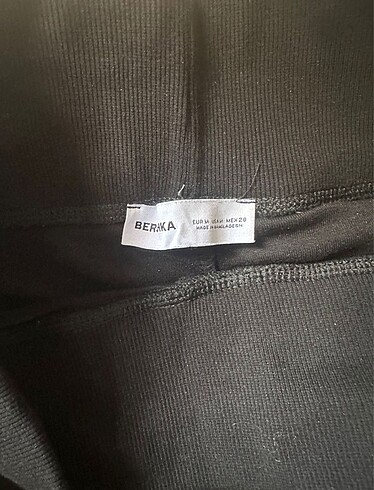 BERSHKA
EUR M USA M MEX 28
MADE IN BANGLADESH